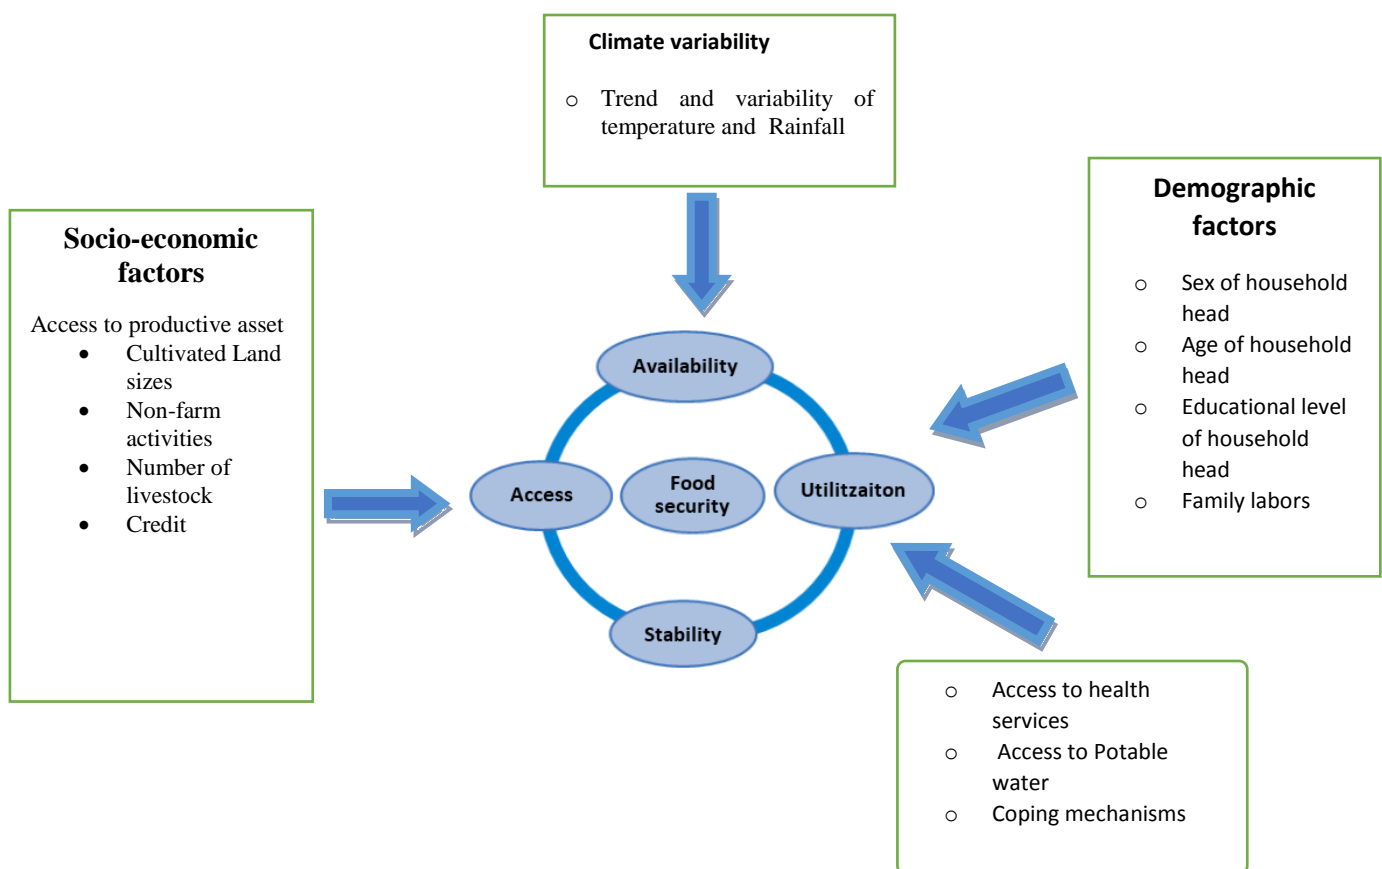 Climate variability
o Trend and variability of
temperature and Rainfall
Socio-economic
factors
Access to productive asset
• Cultivated Land
sizes
• Non-farm
activities
• Number of
livestock
• Credit
Demographic
factors
o Sex of household
head
o Age of household
head
o Educational level
of household
head
o Family labors
Availability
Access
Food
security
Utilitzaiton
Stability
o Access to health
services
o Access to Potable
water
o Coping mechanisms